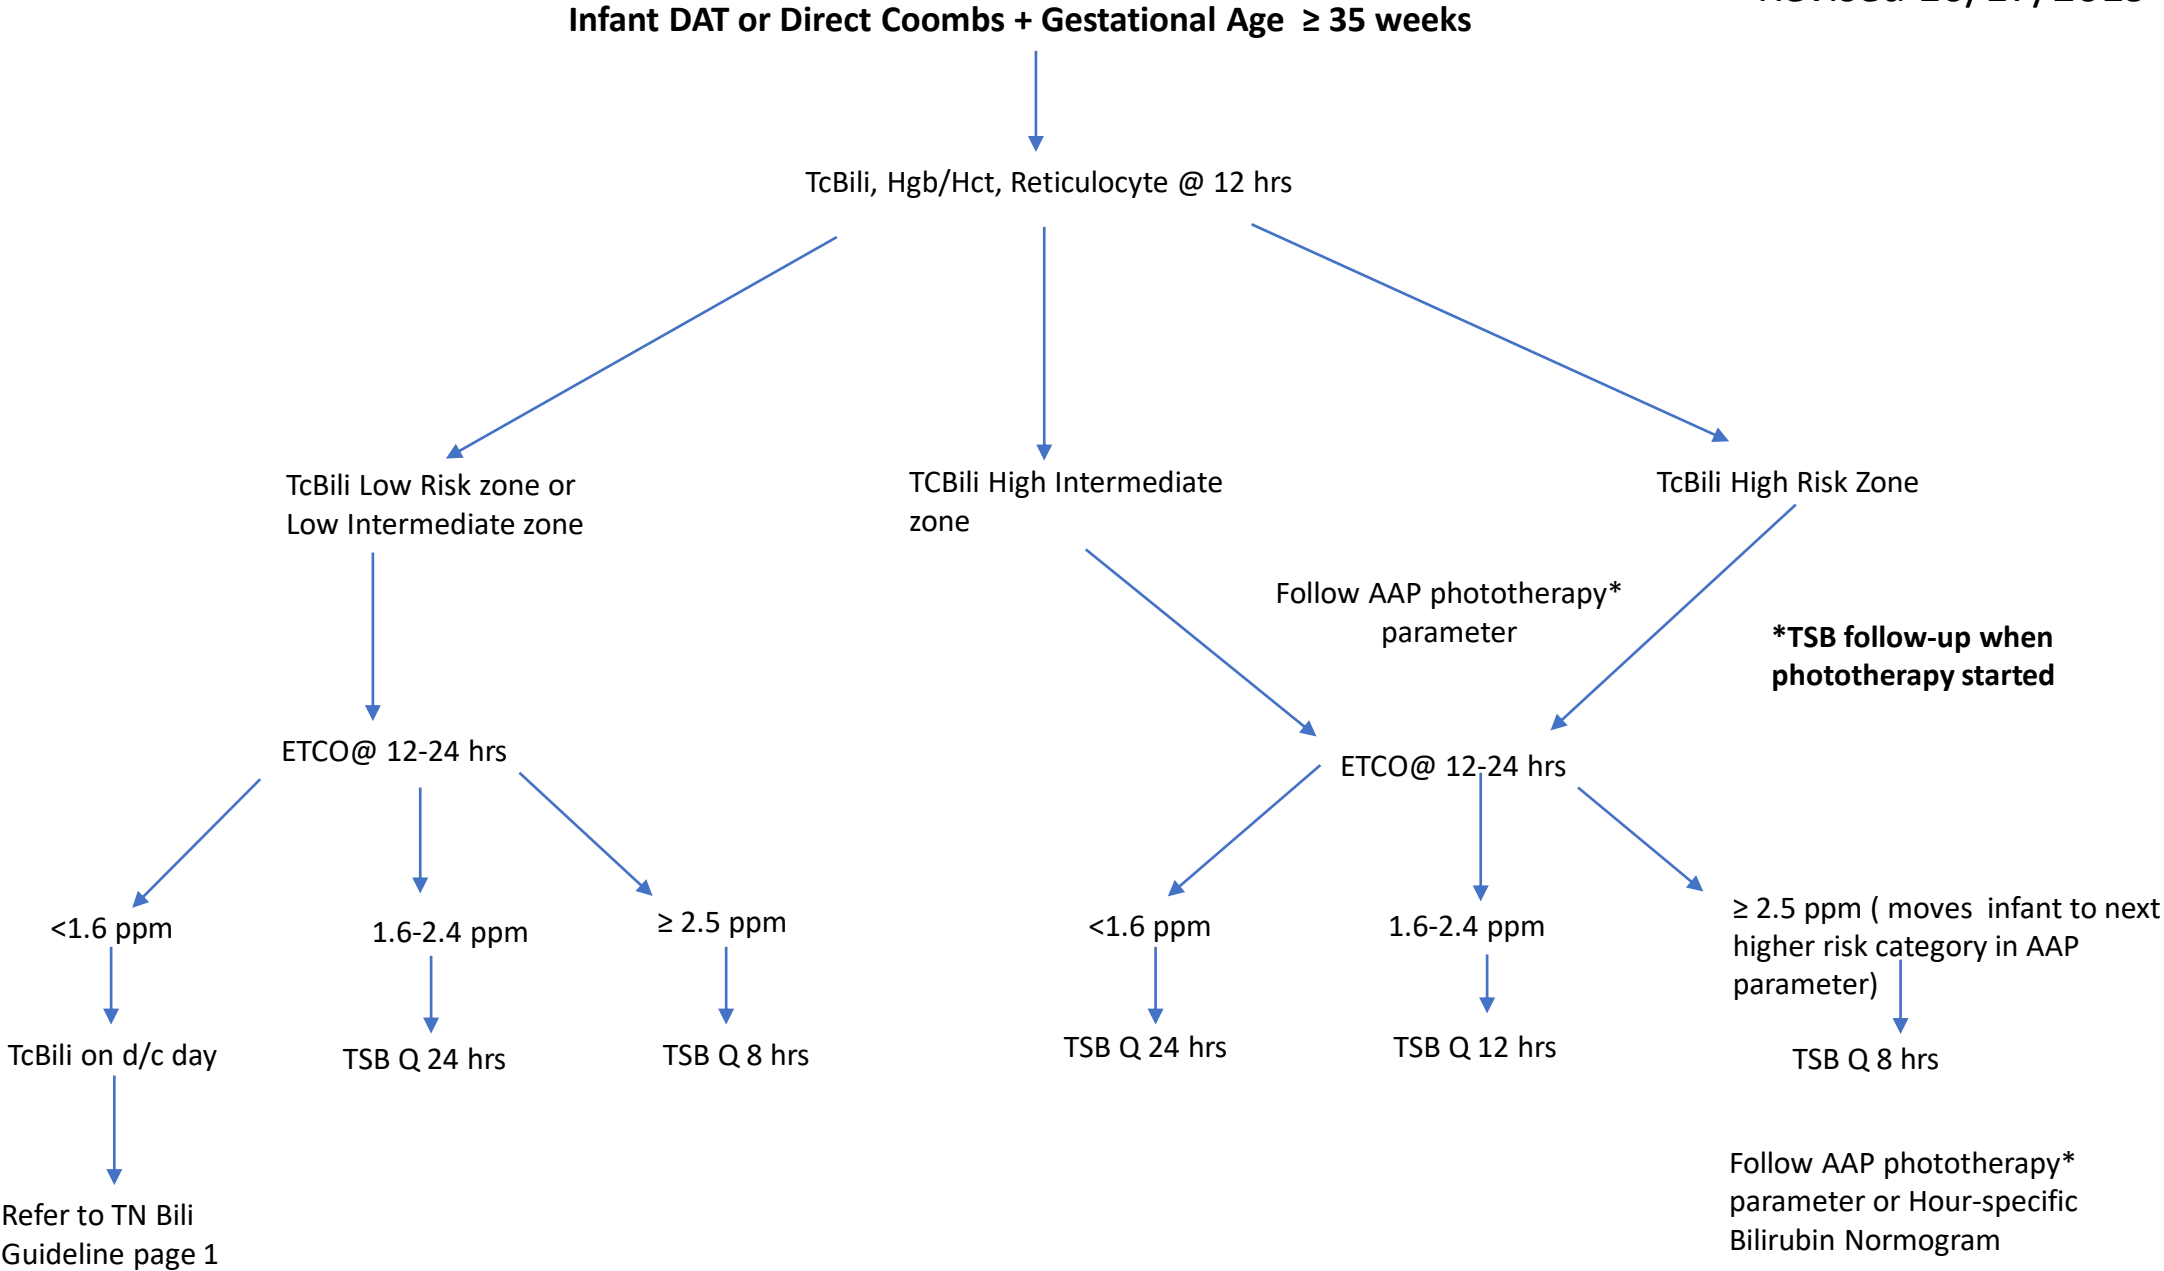 Infant DAT or Direct Coombs + Gestational Age ≥ 35 weeks
TcBili, Hgb/Hct, Reticulocyte @ 12 hrs
TcBili Low Risk zone or
Low Intermediate zone
TCBili High Intermediate
zone
TcBili High Risk Zone
Follow AAP phototherapy*
parameter
*TSB follow-up when
phototherapy started
ETCO@ 12-24 hrs
ETCO@ 12-24 hrs
<1.6 ppm
1.6-2.4 ppm
≥ 2.5 ppm
<1.6 ppm
1.6-2.4 ppm
≥ 2.5 ppm ( moves infant to next
higher risk category in AAP
parameter)
TcBili on d/c day
TSB Q 24 hrs
TSB Q 8 hrs
TSB Q 24 hrs
TSB Q 12 hrs
TSB Q 8 hrs
Refer to TN Bili
Guideline page 1
Follow AAP phototherapy*
parameter or Hour-specific
Bilirubin Normogram